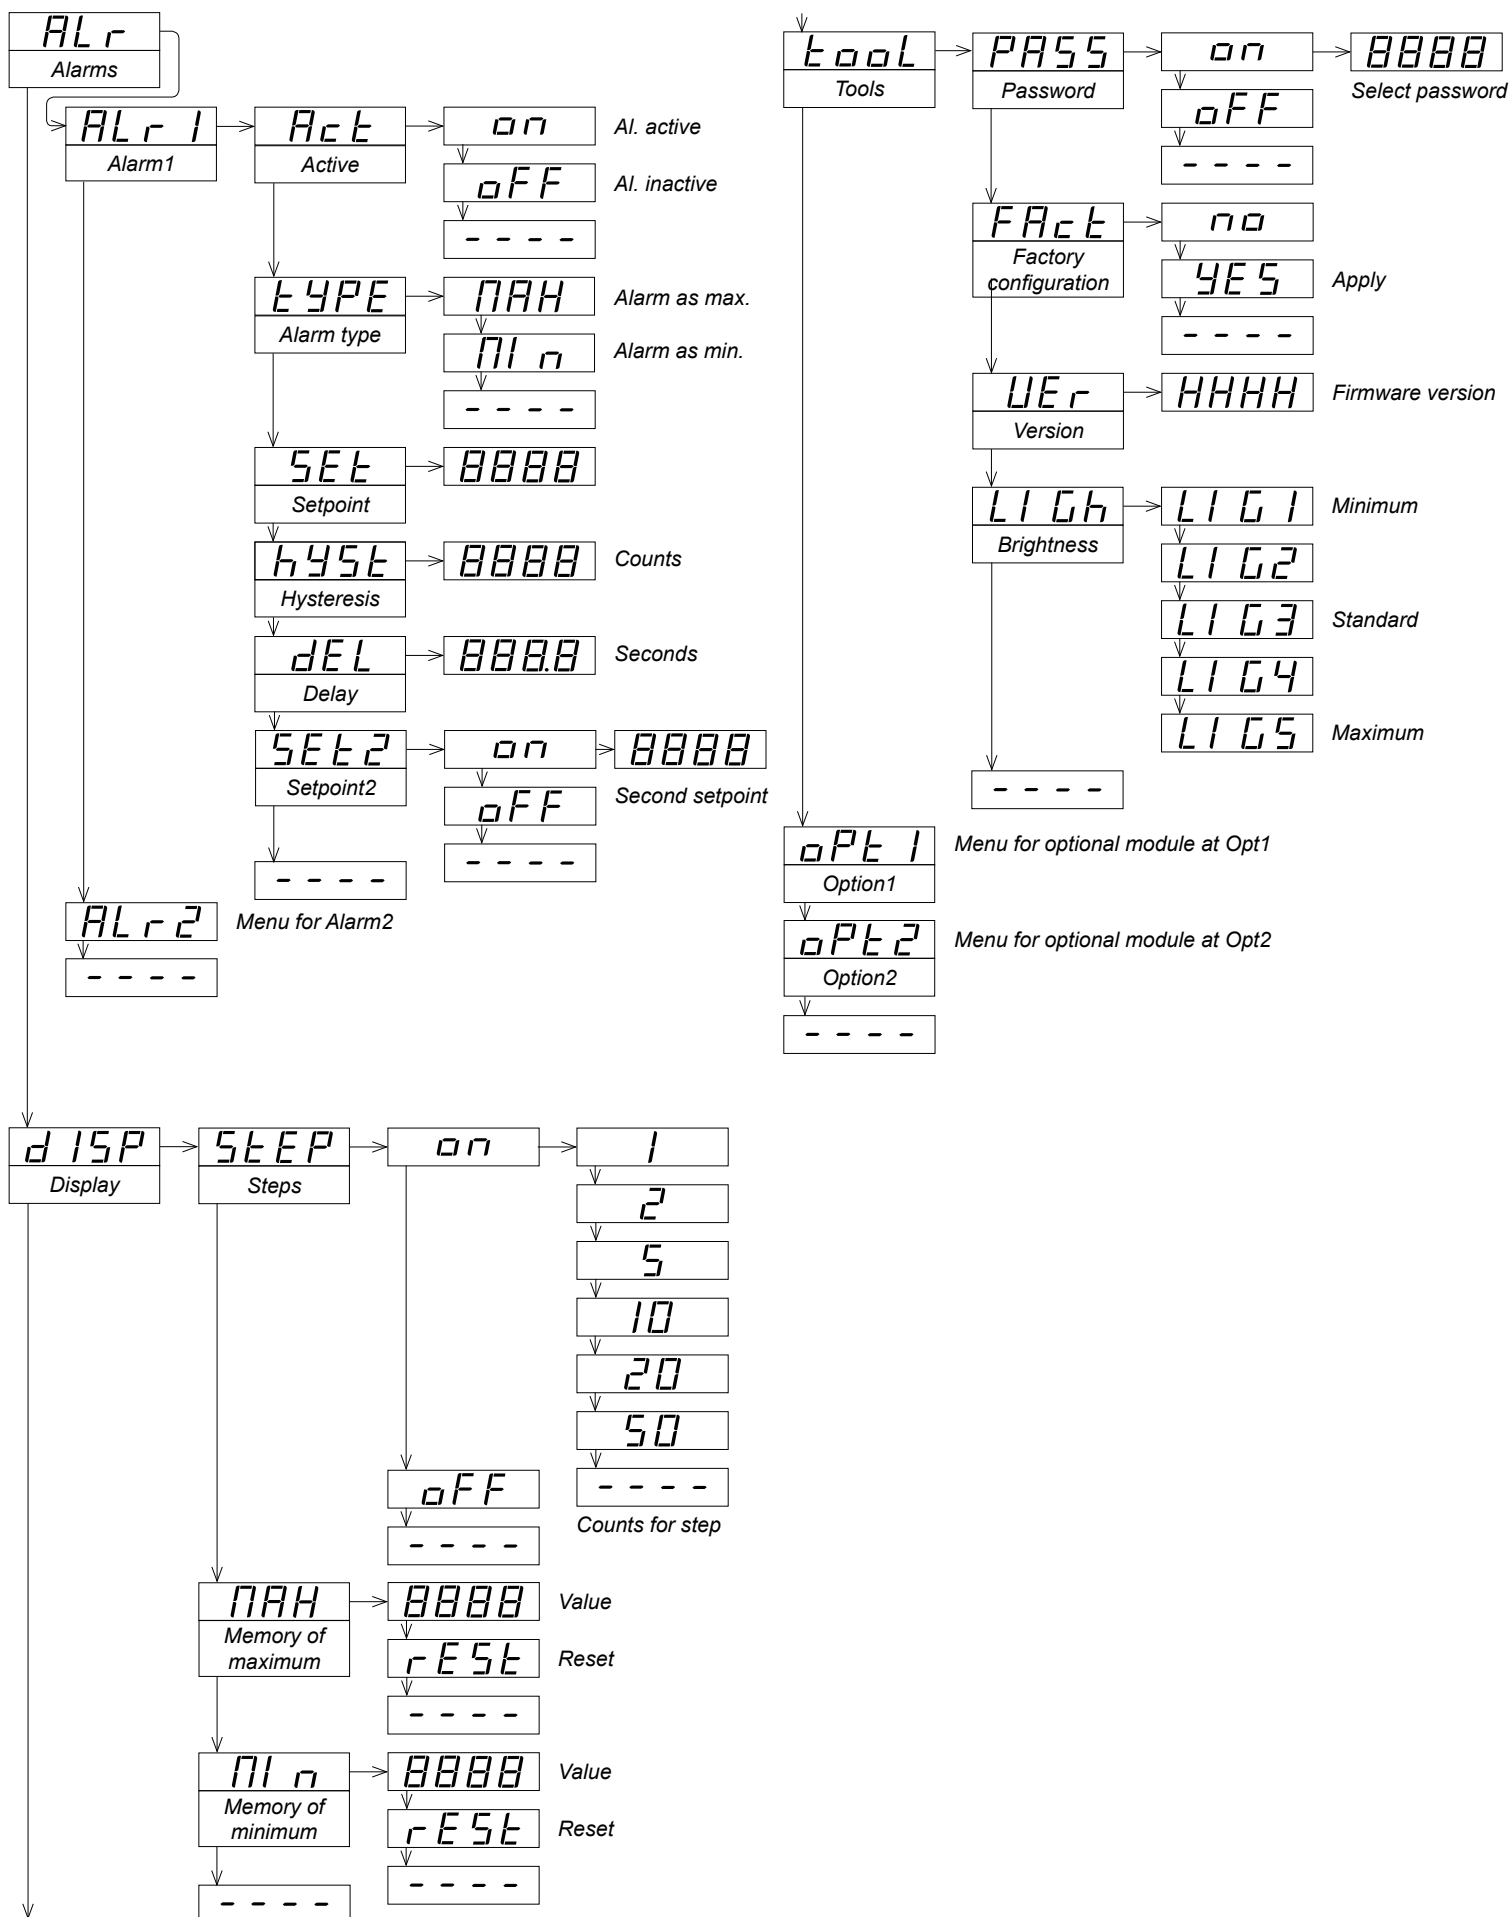 ALr
Alarms
ALr1
Alarm1
Act
Active
on
Al. active
oFF
Al. inactive
----
tYPE
Alarm type
MAH
Alarm as max.
MIn
Alarm as min.
----
SEt
Setpoint
8888
hYSt
Hysteresis
8888
Counts
dEL
Delay
888.8
Seconds
SEt2
Setpoint2
on
8888
Second setpoint
oFF
----
----
ALr2
Menu for Alarm2
----
dISP
Display
StEP
Steps
on
1
2
5
10
20
50
----
Counts for step
oFF
----
MAH
Memory of
maximum
8888
Value
rESt
Reset
----
MIn
Memory of
minimum
8888
Value
rESt
Reset
----
----
tooL
Tools
PASS
Password
on
8888
Select password
oFF
----
FAct
Factory
configuration
no
YES
Apply
----
VEr
Version
HHHH
Firmware version
LIGh
Brightness
LIG1
Minimum
LIG2
LIG3
Standard
LIG4
LIG5
Maximum
----
oPt1
Option1
Menu for optional module at Opt1
oPt2
Option2
Menu for optional module at Opt2
----